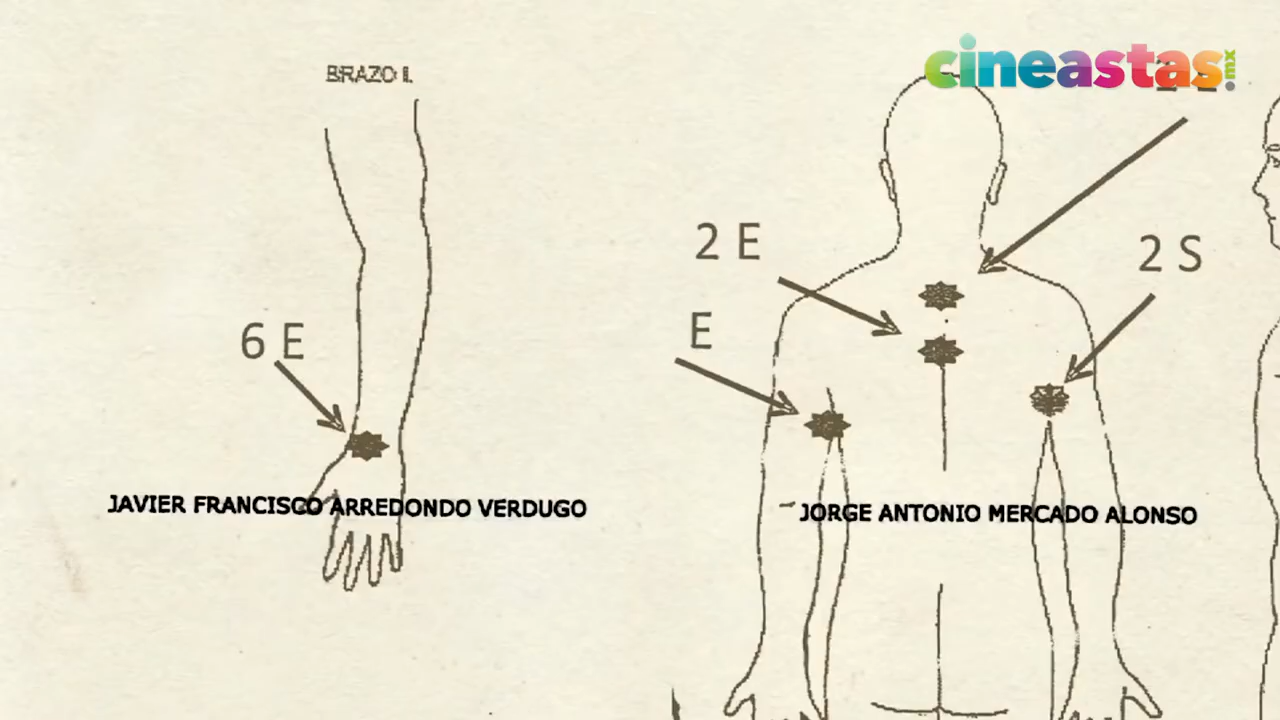 BRAZO I.
cineastas.mx
2 E
2 S
E
6 E
JAVIER FRANCISCO ARREDONDO VERDUGO
JORGE ANTONIO MERCADO ALONSO